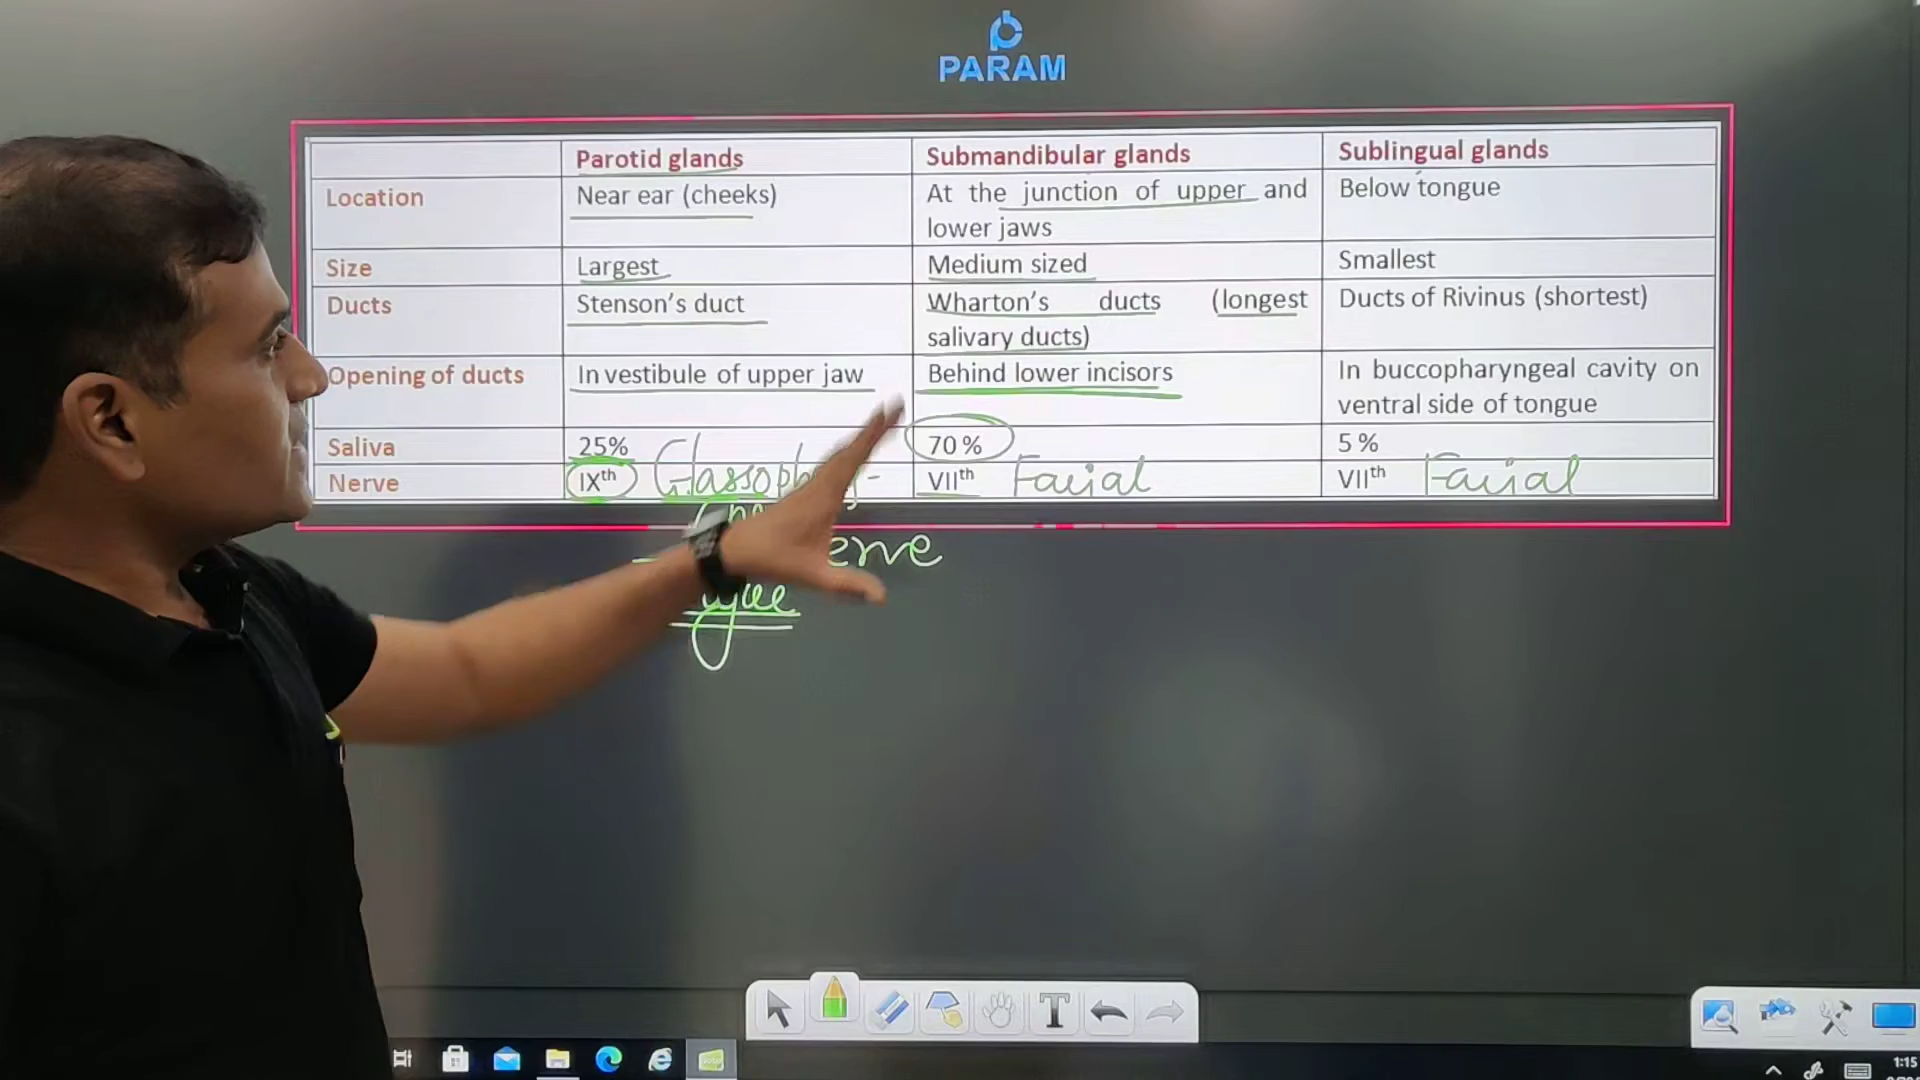 PARAM
Parotid glands Submandibular glands Sublingual glands
Location Near ear (cheeks) At the junction of upper and lower jaws Below tongue
Size Largest Medium sized Smallest
Ducts Stenson's duct Wharton's ducts (longest salivary ducts) Ducts of Rivinus (shortest)
Opening of ducts In vestibule of upper jaw Behind lower incisors In buccopharyngeal cavity on ventral side of tongue
Saliva 25% 70% 5%
Nerve IXth VIIth Facial VIIth Facial
T
1:15